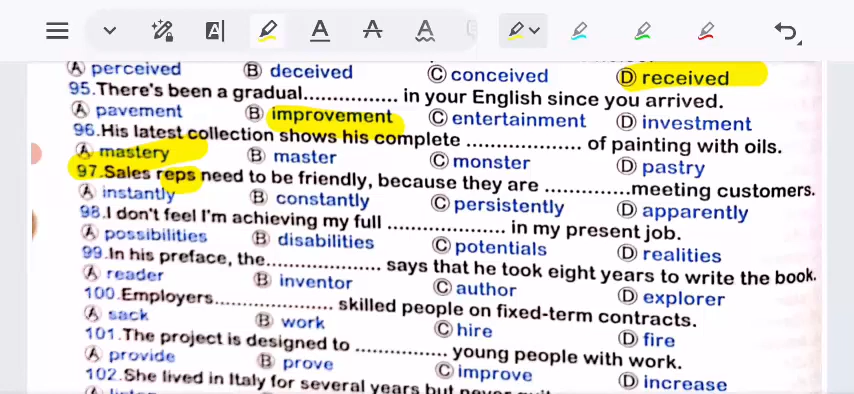 Ⓐ perceived Ⓑ deceived Ⓒ conceived Ⓓ received
95.There's been a gradual............... in your English since you arrived.
Ⓐ pavement Ⓑ improvement Ⓒ entertainment Ⓓ investment
96.His latest collection shows his complete .................. of painting with oils.
Ⓐ mastery Ⓑ master Ⓒ monster Ⓓ pastry
97.Sales reps need to be friendly, because they are ..............meeting customers.
Ⓐ instantly Ⓑ constantly Ⓒ persistently Ⓓ apparently
98.I don't feel I'm achieving my full ................... in my present job.
Ⓐ possibilities Ⓑ disabilities Ⓒ potentials Ⓓ realities
99.In his preface, the.................. says that he took eight years to write the book.
Ⓐ reader Ⓑ inventor Ⓒ author Ⓓ explorer
100.Employers................... skilled people on fixed-term contracts.
Ⓐ sack Ⓑ work Ⓒ hire Ⓓ fire
101.The project is designed to ............... young people with work.
Ⓐ provide Ⓑ prove Ⓒ improve Ⓓ increase
102.She lived in Italy for several years but never